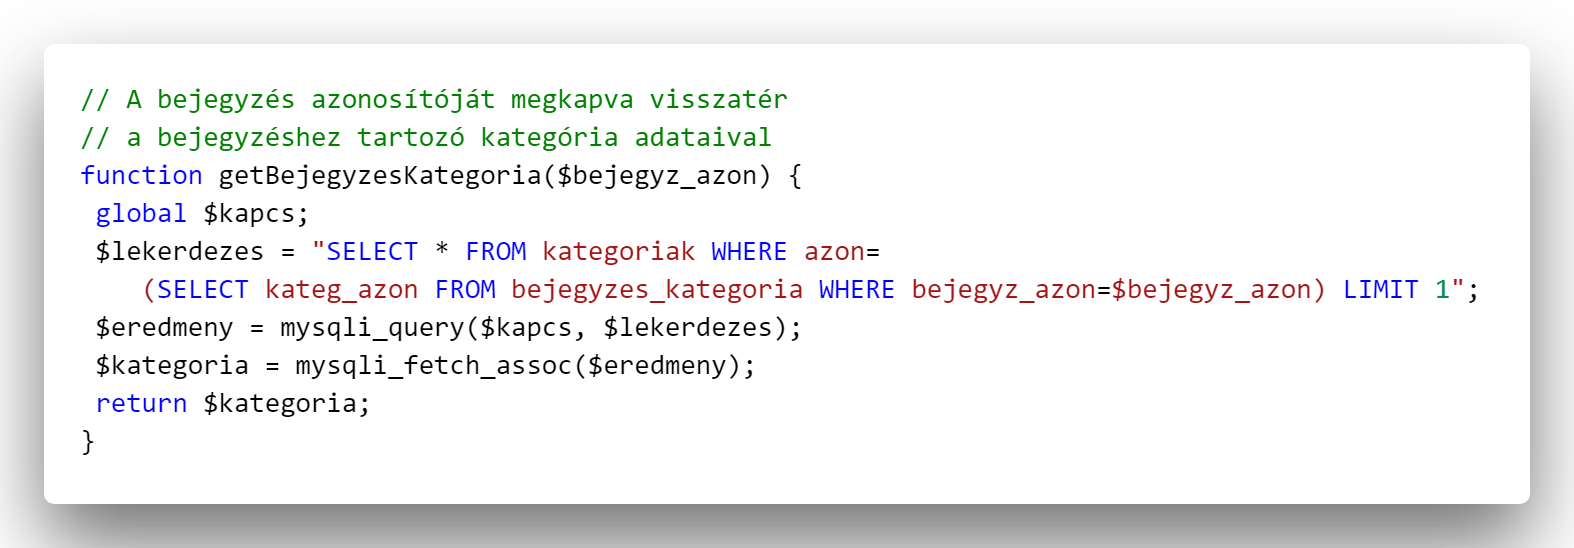 // A bejegyzés azonosítóját megkapva visszatér
// a bejegyzéshez tartozó kategória adataival
function getBejegyzesKategoria($bejegyz_azon) {
 global $kapcs;
 $lekerdezes = "SELECT * FROM kategoriak WHERE azon=
    (SELECT kateg_azon FROM bejegyzes_kategoria WHERE bejegyz_azon=$bejegyz_azon) LIMIT 1";
 $eredmeny = mysqli_query($kapcs, $lekerdezes);
 $kategoria = mysqli_fetch_assoc($eredmeny);
 return $kategoria;
}